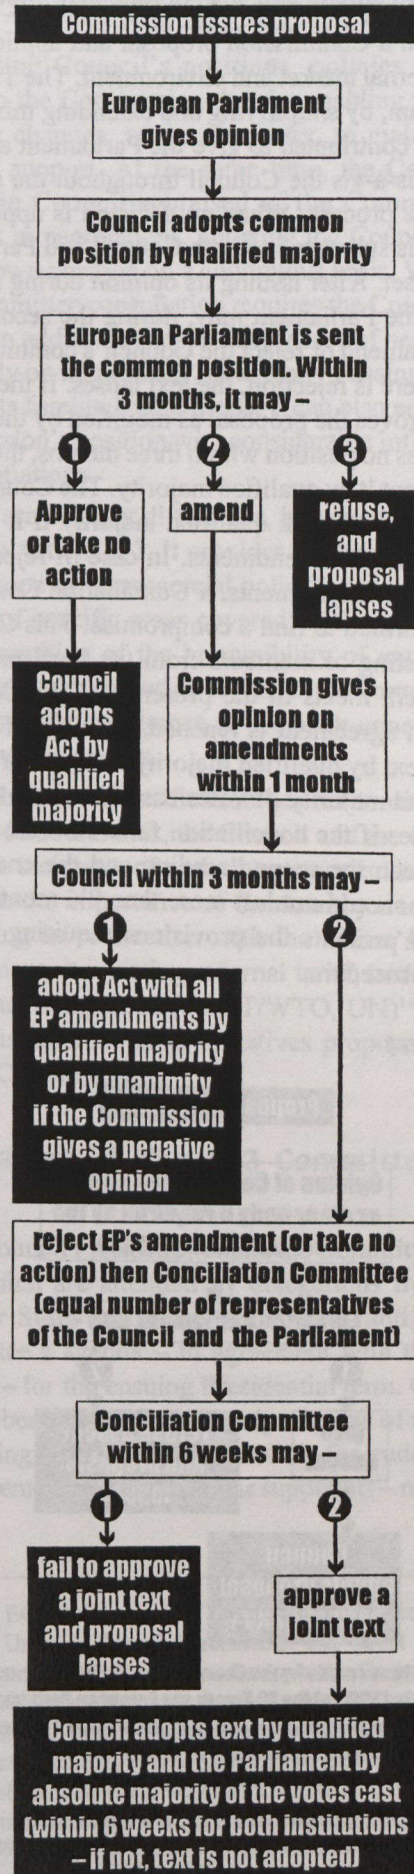 Commission issues proposal
European Parliament
gives opinion
Council adopts common
position by qualified majority
European Parliament is sent
the common position. Within
3 months, it may –
1
2
3
Approve
or take no
action
amend
refuse,
and
proposal
lapses
Council
adopts
Act by
qualified
majority
Commission gives
opinion on
amendments
within 1 month
Council within 3 months may –
1
2
adopt Act with all
EP amendments by
qualified majority
or by unanimity
if the Commission
gives a negative
opinion
reject EP's amendment (or take no
action) then Conciliation Committee
(equal number of representatives
of the Council and the Parliament)
Conciliation Committee
within 6 weeks may –
1
2
fail to approve
a joint text
and proposal
lapses
approve a
joint text
Council adopts text by qualified
majority and the Parliament by
absolute majority of the votes cast
(within 6 weeks for both institutions
– if not, text is not adopted)